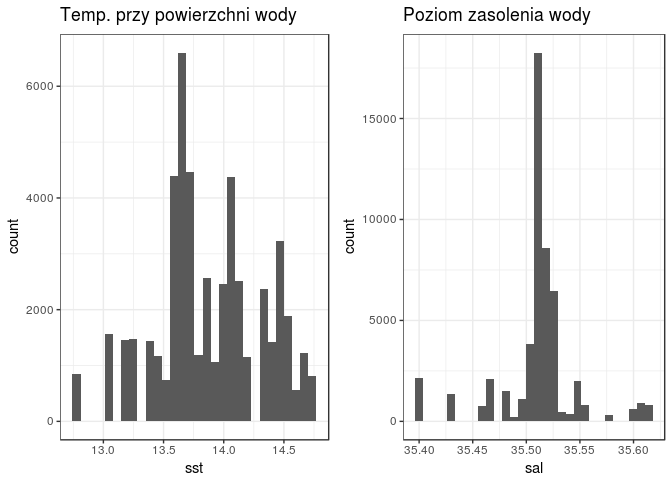 Temp. przy powierzchni wody
6000
4000
2000
0
count
13.0 13.5 14.0 14.5
sst
Poziom zasolenia wody
15000
10000
5000
0
count
35.40 35.45 35.50 35.55 35.60
sal